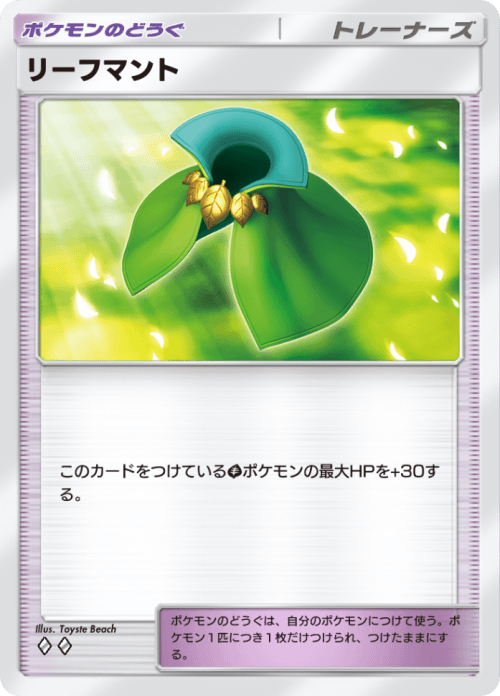 ポケモンのどうぐ
トレーナーズ
リーフマント
このカードをつけているポケモンの最大HPを+30す
る。
Illus. Toyste Beach
ポケモンのどうぐは、自分のポケモンにつけて使う。ポ
ケモン1匹につき1枚だけつけられ、つけたままにす
る。